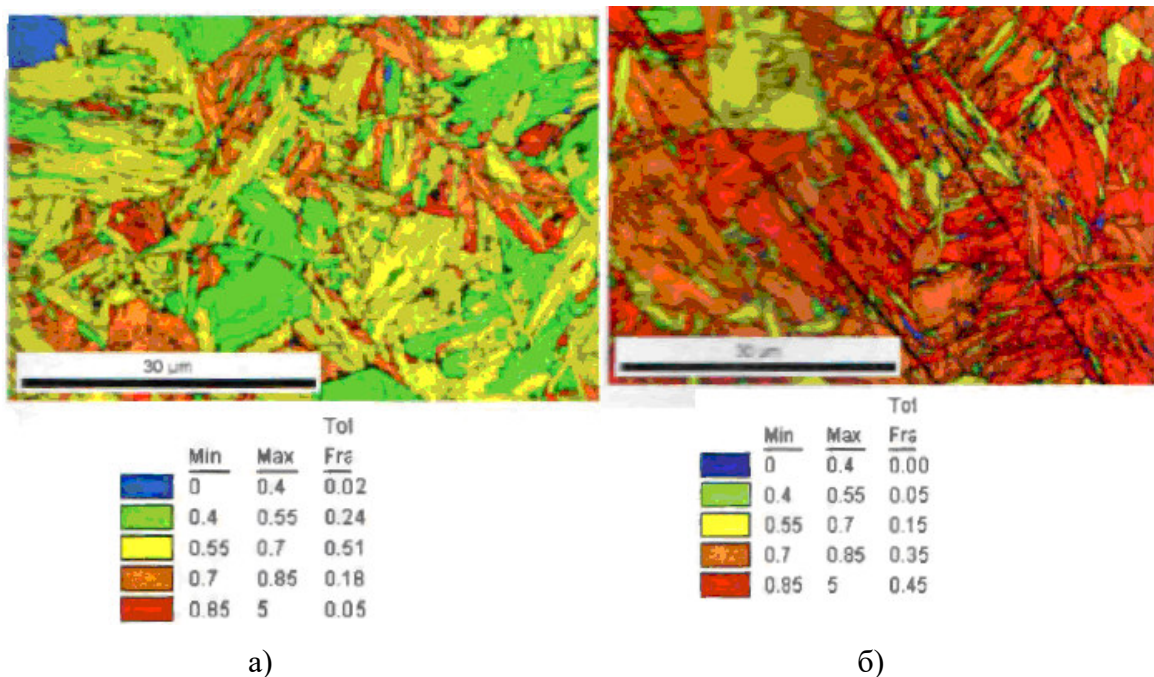 30 µm
30 µm
Tot
Min Max Fra
0 0.4 0.02
0.4 0.55 0.24
0.55 0.7 0.51
0.7 0.85 0.18
0.85 5 0.05
Tot
Min Max Fra
0 0.4 0.00
0.4 0.55 0.05
0.55 0.7 0.15
0.7 0.85 0.35
0.85 5 0.45
а)
б)